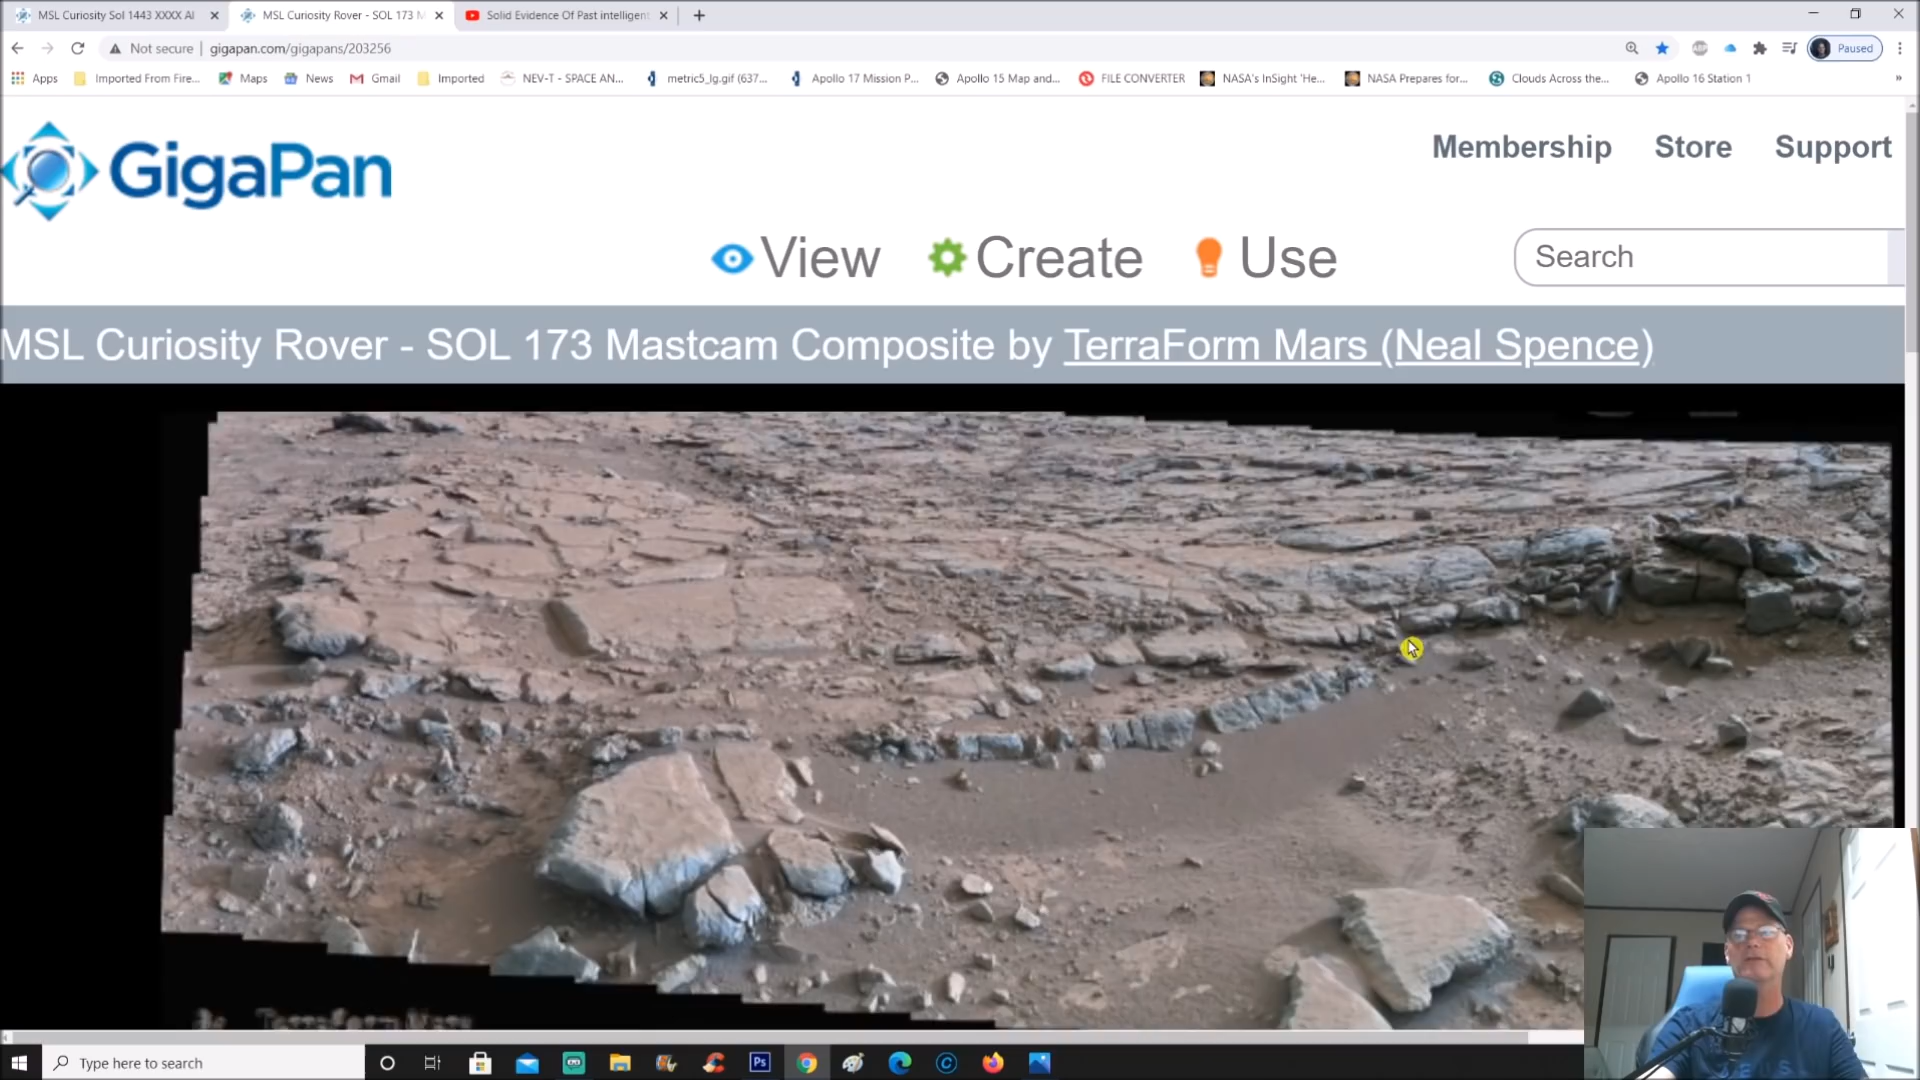 MSL Curiosity Sol 1443 XXXX Al
MSL Curiosity Rover - SOL 173 M
Solid Evidence Of Past intelligen
Not secure | gigapan.com/gigapans/203256
Paused
Apps Imported From Fire... Maps News Gmail Imported NEV-T - SPACE AN... metric5_lg.gif (637... Apollo 17 Mission P... Apollo 15 Map and... FILE CONVERTER NASA's InSight 'He... NASA Prepares for... Clouds Across the... Apollo 16 Station 1 »
GigaPan
Membership Store Support
View Create Use
Search
MSL Curiosity Rover - SOL 173 Mastcam Composite by TerraForm Mars (Neal Spence)
Type here to search
Ps